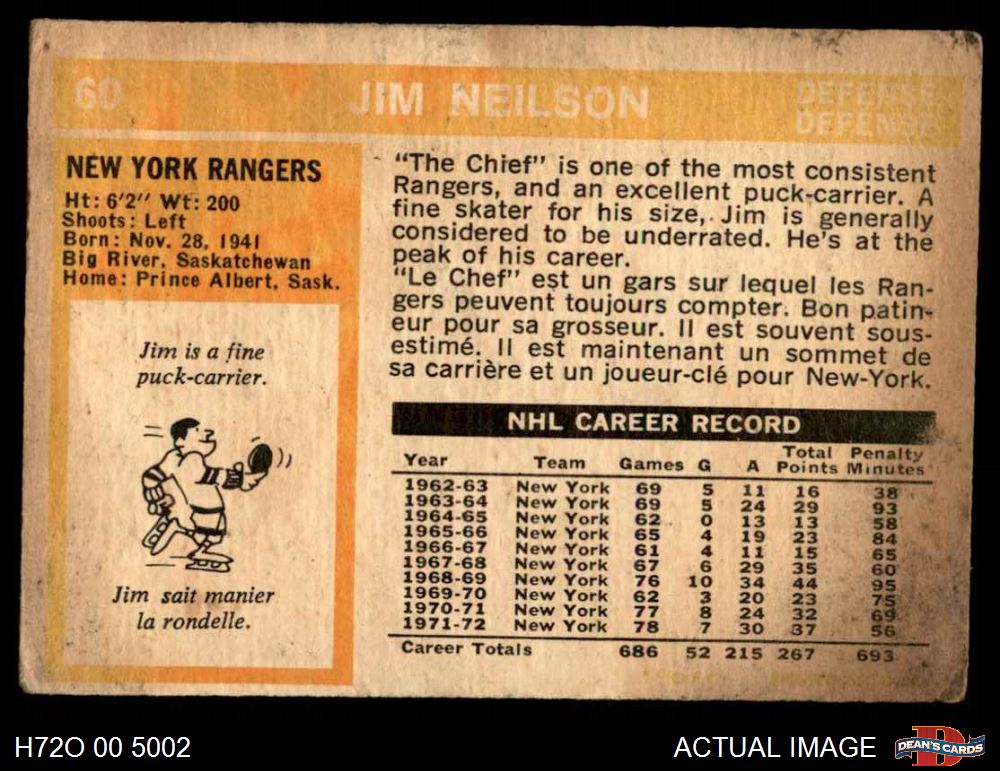 60 JIM NEILSON DEFENSE
DEFENSE
NEW YORK RANGERS
Ht: 6'2" Wt: 200
Shoots: Left
Born: Nov. 28, 1941
Big River, Saskatchewan
Home: Prince Albert, Sask.
Jim is a fine
puck-carrier.
Jim sait manier
la rondelle.
"The Chief" is one of the most consistent
Rangers, and an excellent puck-carrier. A
fine skater for his size, Jim is generally
considered to be underrated. He's at the
peak of his career.
"Le Chef" est un gars sur lequel les Ran-
gers peuvent toujours compter. Bon patin-
eur pour sa grosseur. Il est souvent sous-
estimé. Il est maintenant un sommet de
sa carrière et un joueur-clé pour New-York.
NHL CAREER RECORD
Year Team Games G A Total Points Penalty Minutes
1962-63 New York 69 5 11 16 38
1963-64 New York 69 5 24 29 93
1964-65 New York 62 0 13 13 58
1965-66 New York 65 4 19 23 84
1966-67 New York 61 4 11 15 65
1967-68 New York 67 6 29 35 60
1968-69 New York 76 10 34 44 95
1969-70 New York 62 3 20 23 75
1970-71 New York 77 8 24 32 69
1971-72 New York 78 7 30 37 56
Career Totals 686 52 215 267 693
H72O 00 5002
ACTUAL IMAGE
D
DEAN'S CARDS